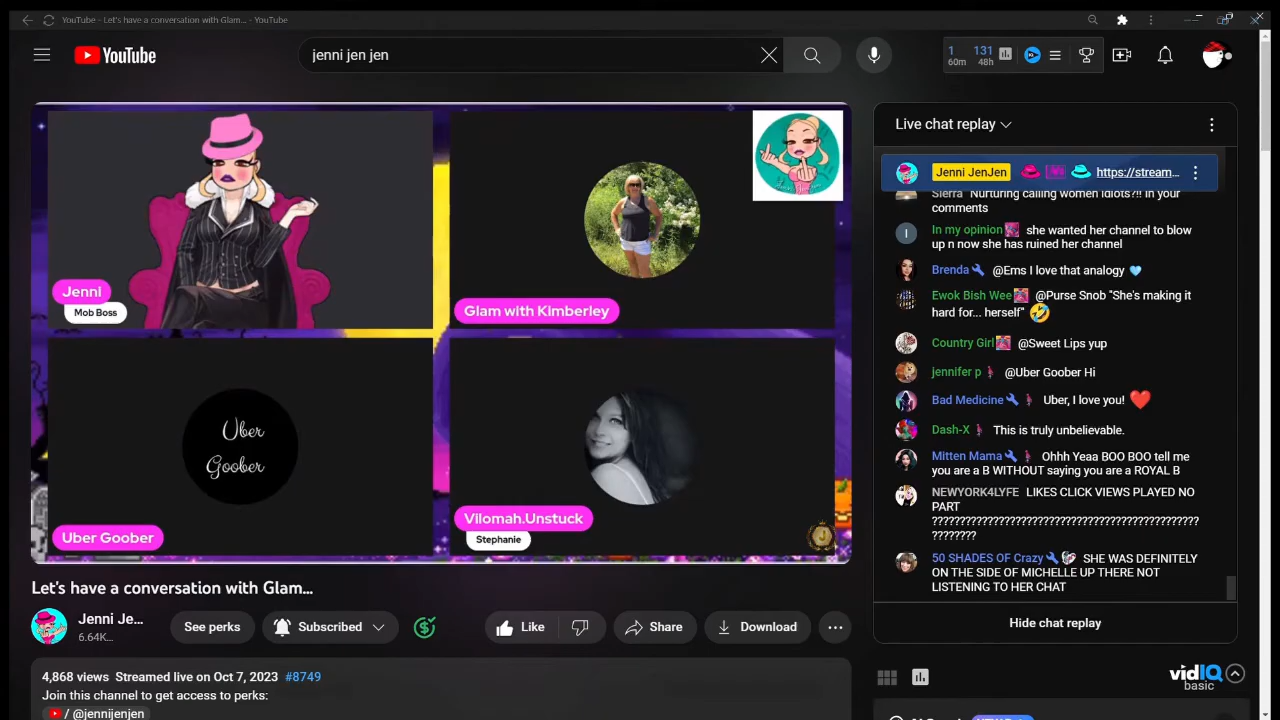 YouTube - Let's have a conversation with Glam... - YouTube
YouTube
jenni jen jen
1
60m
131
48h
Jenni
Mob Boss
Glam with Kimberley
Uber
Goober
Uber Goober
Vilomah.Unstuck
Stephanie
Let's have a conversation with Glam...
Jenni Je...
6.64K...
See perks
Subscribed
Like
Share
Download
4,868 views Streamed live on Oct 7, 2023 #8749
Join this channel to get access to perks:
/ @jennijenjen
Live chat replay
Jenni JenJen https://stream...
Sierra "Nurturing calling women idiots?!! In your
comments
I
In my opinion she wanted her channel to blow
up n now she has ruined her channel
Brenda @Ems I love that analogy
Ewok Bish Wee @Purse Snob "She's making it
hard for... herself"
Country Girl @Sweet Lips yup
jennifer p @Uber Goober Hi
Bad Medicine Uber, I love you!
Dash-X This is truly unbelievable.
Mitten Mama Ohhh Yeaa BOO BOO tell me
you are a B WITHOUT saying you are a ROYAL B
NEWYORK4LYFE LIKES CLICK VIEWS PLAYED NO
PART
?????????????????????????????????????????????
????????
50 SHADES OF Crazy SHE WAS DEFINITELY
ON THE SIDE OF MICHELLE UP THERE NOT
LISTENING TO HER CHAT
Hide chat replay
vidIQ
basic